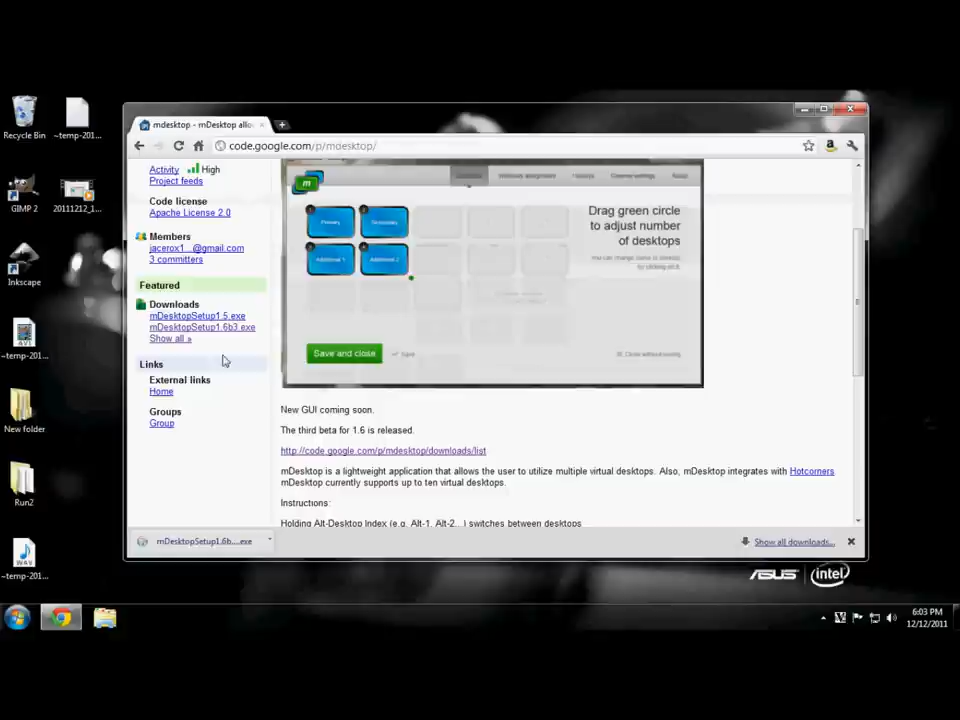 Recycle Bin
~temp-201...
GIMP 2
20111212_1...
Inkscape
~temp-201...
New folder
Run2
~temp-201...
mdesktop - mDesktop allo
code.google.com/p/mdesktop/
Activity High
Project feeds
Code license
Apache License 2.0
Members
jacerox1...@gmail.com
3 committers
Featured
Downloads
mDesktopSetup1.5.exe
mDesktopSetup1.6b3.exe
Show all »
Links
External links
Home
Groups
Group
m
Primary
Additional 1
Additional 2
Drag green circle
to adjust number
of desktops
Save and close
Save
New GUI coming soon.
The third beta for 1.6 is released.
http://code.google.com/p/mdesktop/downloads/list
mDesktop is a lightweight application that allows the user to utilize multiple virtual desktops. Also, mDesktop integrates with Hotcorners
mDesktop currently supports up to ten virtual desktops.
Instructions:
Holding Alt-Desktop Index (e.g. Alt-1, Alt-2...) switches between desktops
mDesktopSetup1.6b....exe
Show all downloads...
ASUS
intel
6:03 PM
12/12/2011